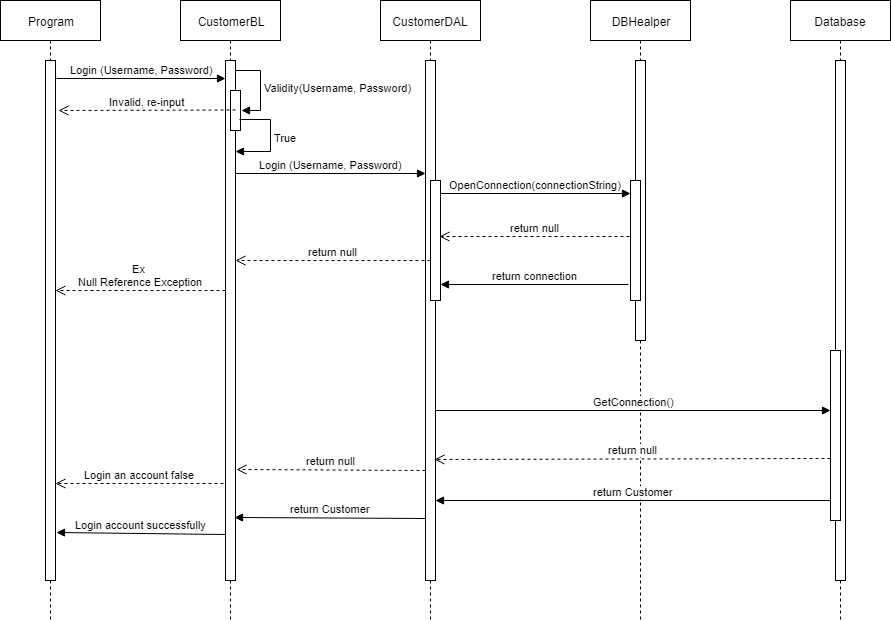 Program
CustomerBL
CustomerDAL
DBHealper
Database
Login (Username, Password)
Validity(Username, Password)
Invalid, re-input
True
Login (Username, Password)
OpenConnection(connectionString)
return null
return null
Ex
Null Reference Exception
return connection
GetConnection()
return null
return null
Login an account false
return Customer
return Customer
Login account successfully